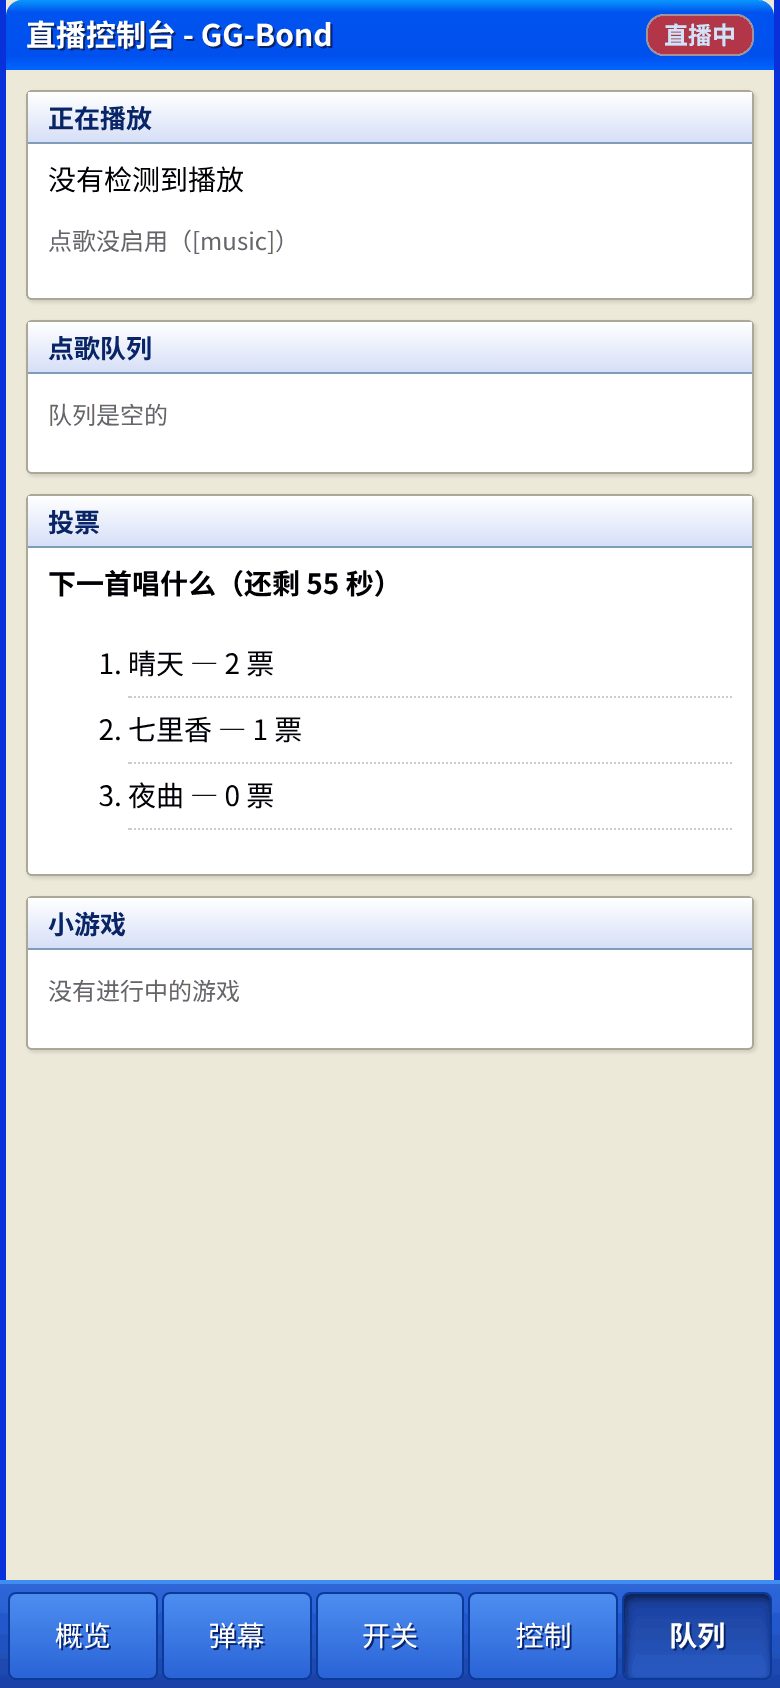 直播控制台 - GG-Bond
直播中
正在播放
没有检测到播放
点歌没启用（[music]）
点歌队列
队列是空的
投票
下一首唱什么（还剩 55 秒）
1. 晴天 — 2 票
2. 七里香 — 1 票
3. 夜曲 — 0 票
小游戏
没有进行中的游戏
概览
弹幕
开关
控制
队列